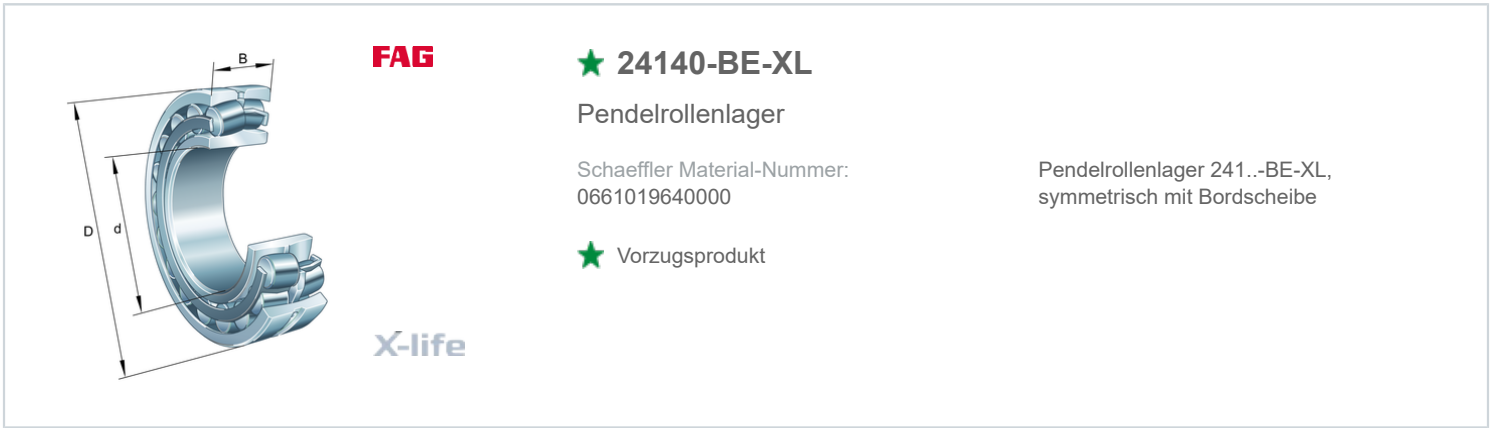 FAG
B
D
d
X-life
24140-BE-XL
Pendelrollenlager
Schaeffler Material-Nummer:
0661019640000
Vorzugsprodukt
Pendelrollenlager 241..-BE-XL,
symmetrisch mit Bordscheibe